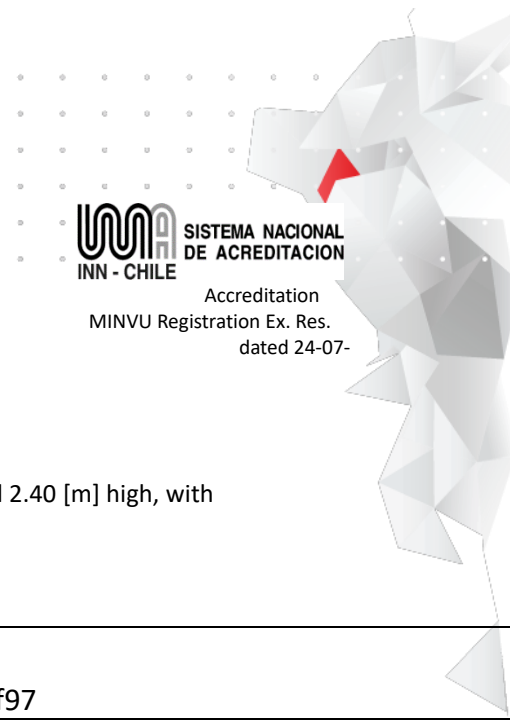 SISTEMA NACIONAL
DE ACREDITACION
INN - CHILE
Accreditation
MINVU Registration Ex. Res.
dated 24-07-
2.40 [m] high, with
f97